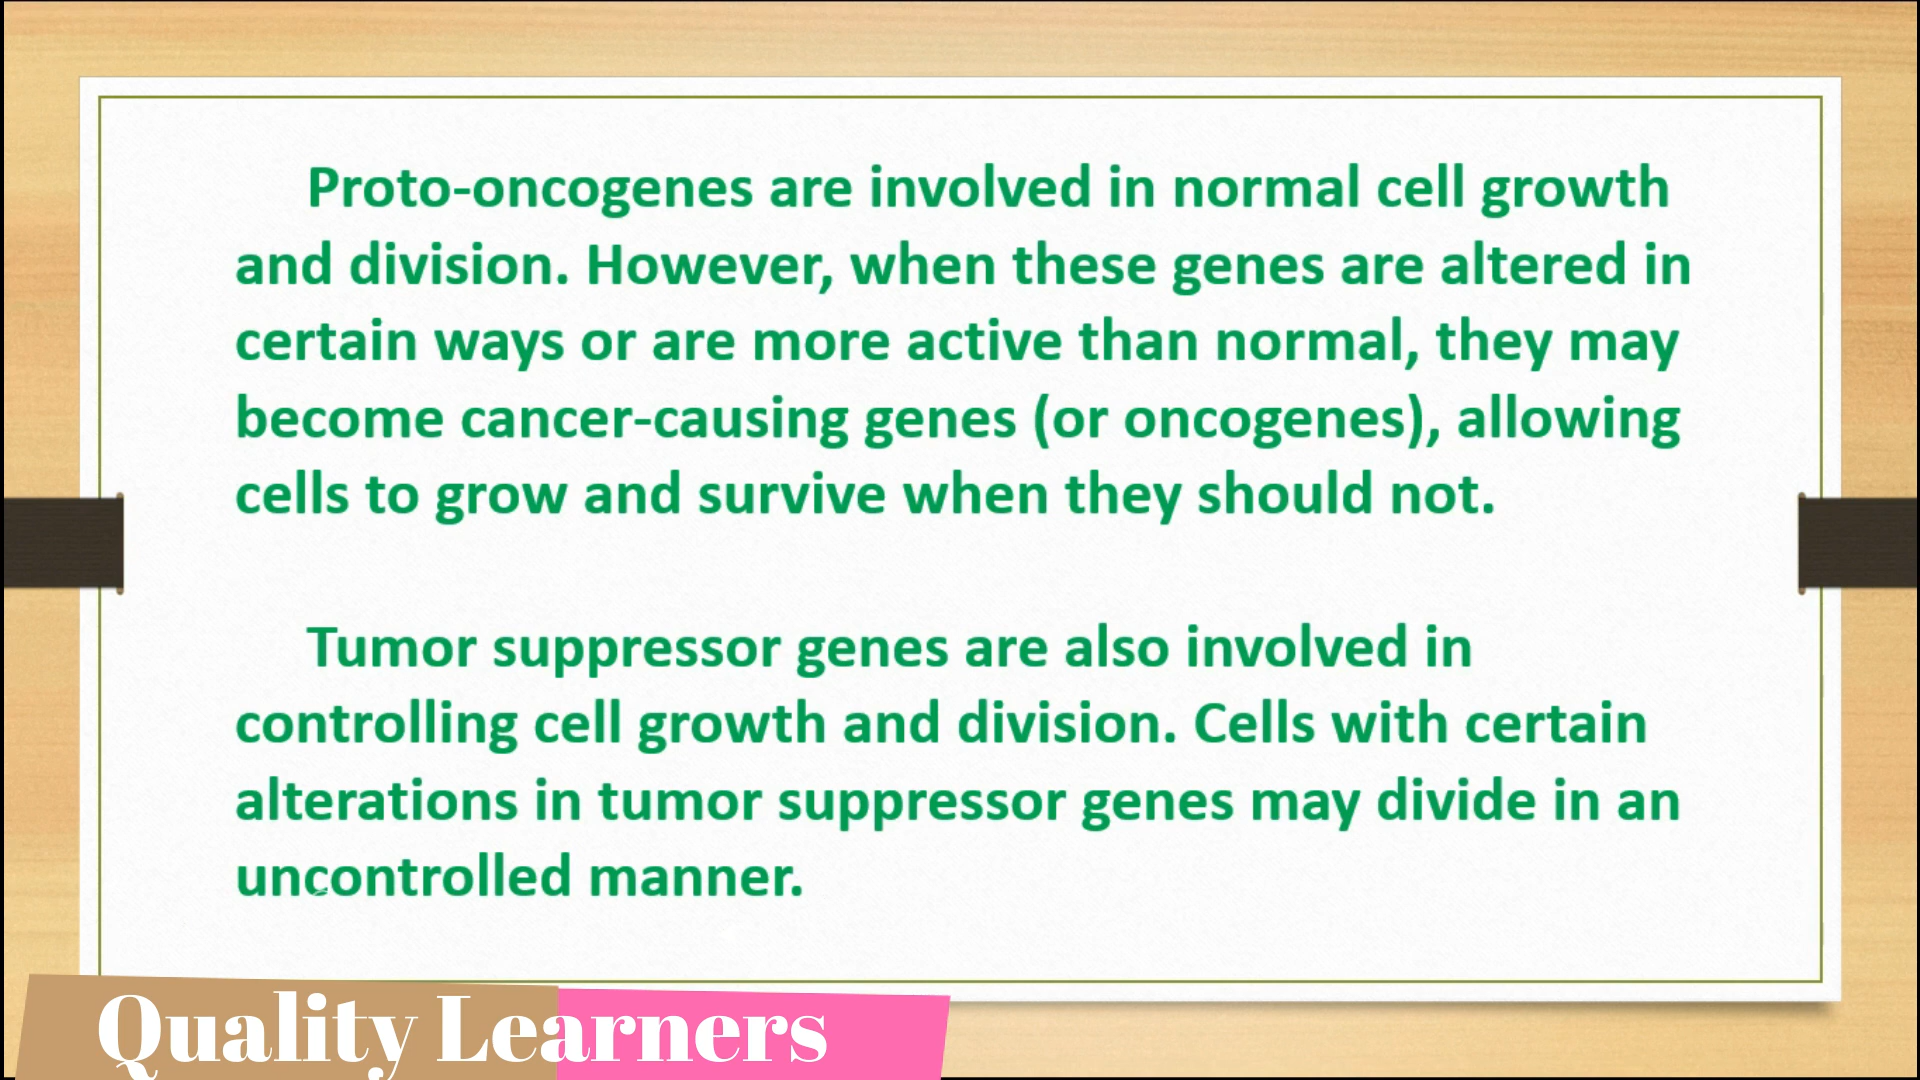 Proto-oncogenes are involved in normal cell growth
and division. However, when these genes are altered in
certain ways or are more active than normal, they may
become cancer-causing genes (or oncogenes), allowing
cells to grow and survive when they should not.
Tumor suppressor genes are also involved in
controlling cell growth and division. Cells with certain
alterations in tumor suppressor genes may divide in an
uncontrolled manner.
Quality Learners